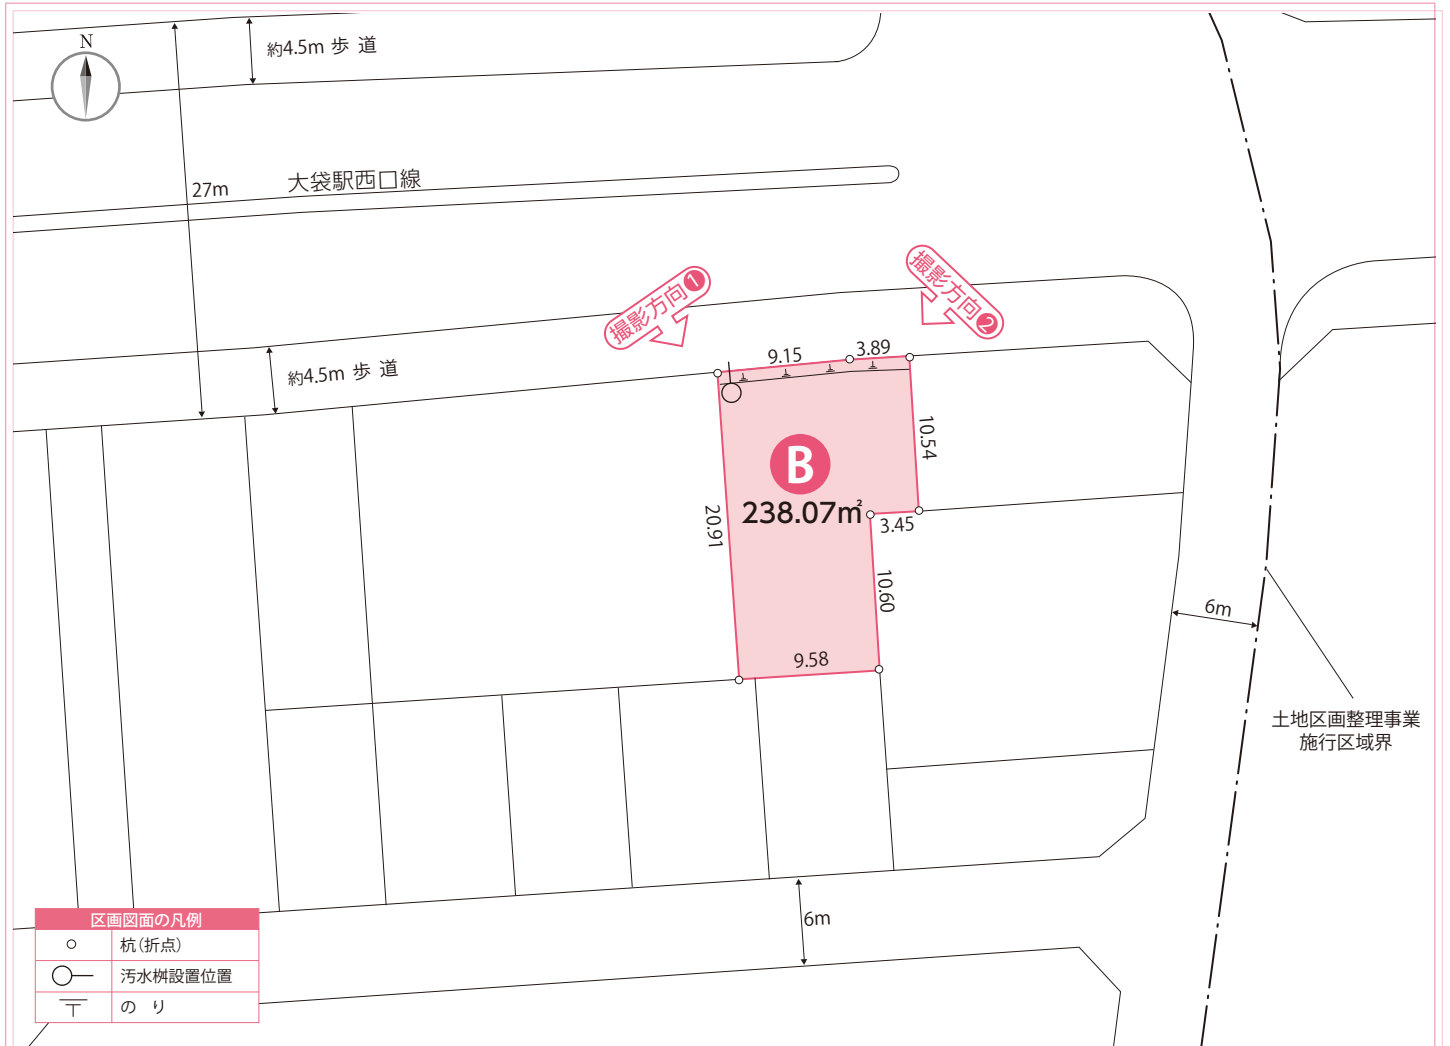 N
約4.5m 歩 道
27m
大袋駅西口線
撮影方向1
撮影方向2
約4.5m 歩 道
9.15
3.89
10.54
B
238.07㎡
3.45
20.91
10.60
9.58
6m
土地区画整理事業
施行区域界
6m
区画図面の凡例
杭(折点)
汚水桝設置位置
の り